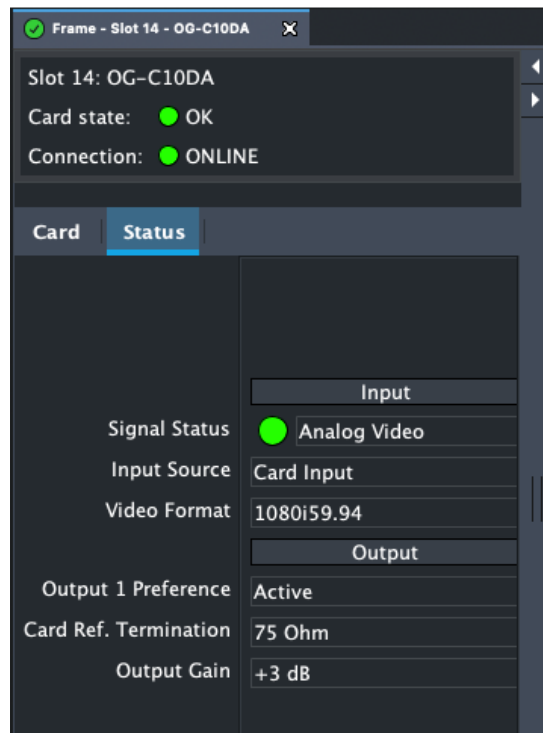 Frame - Slot 14 - OG-C10DA
Slot 14: OG-C10DA
Card state: OK
Connection: ONLINE
Card Status
Input
Signal Status Analog Video
Input Source Card Input
Video Format 1080i59.94
Output
Output 1 Preference Active
Card Ref. Termination 75 Ohm
Output Gain +3 dB